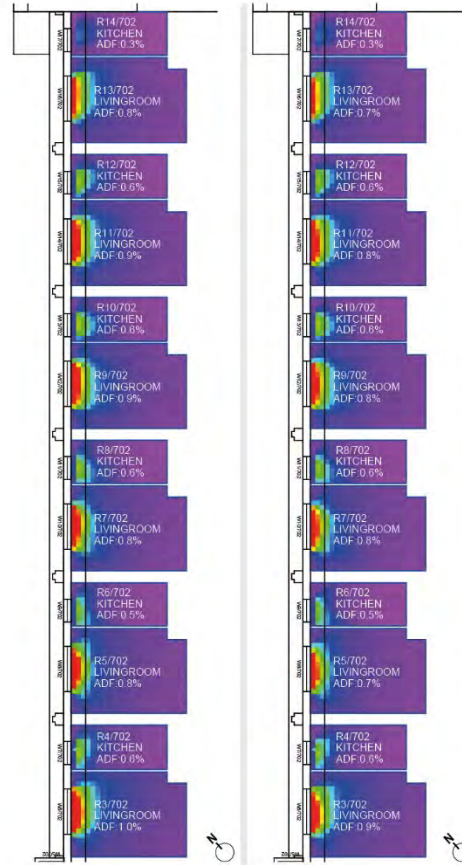 R14/702
KITCHEN
ADF:0.3%
R13/702
LIVINGROOM
ADF:0.8%
R12/702
KITCHEN
ADF:0.6%
R11/702
LIVINGROOM
ADF:0.9%
R10/702
KITCHEN
ADF:0.6%
R9/702
LIVINGROOM
ADF:0.9%
R8/702
KITCHEN
ADF:0.6%
R7/702
LIVINGROOM
ADF:0.8%
R6/702
KITCHEN
ADF:0.5%
R5/702
LIVINGROOM
ADF:0.8%
R4/702
KITCHEN
ADF:0.6%
R3/702
LIVINGROOM
ADF:1.0%
N
R14/702
KITCHEN
ADF:0.3%
R13/702
LIVINGROOM
ADF:0.7%
R12/702
KITCHEN
ADF:0.6%
R11/702
LIVINGROOM
ADF:0.8%
R10/702
KITCHEN
ADF:0.6%
R9/702
LIVINGROOM
ADF:0.8%
R8/702
KITCHEN
ADF:0.6%
R7/702
LIVINGROOM
ADF:0.8%
R6/702
KITCHEN
ADF:0.5%
R5/702
LIVINGROOM
ADF:0.7%
R4/702
KITCHEN
ADF:0.6%
R3/702
LIVINGROOM
ADF:0.9%
N